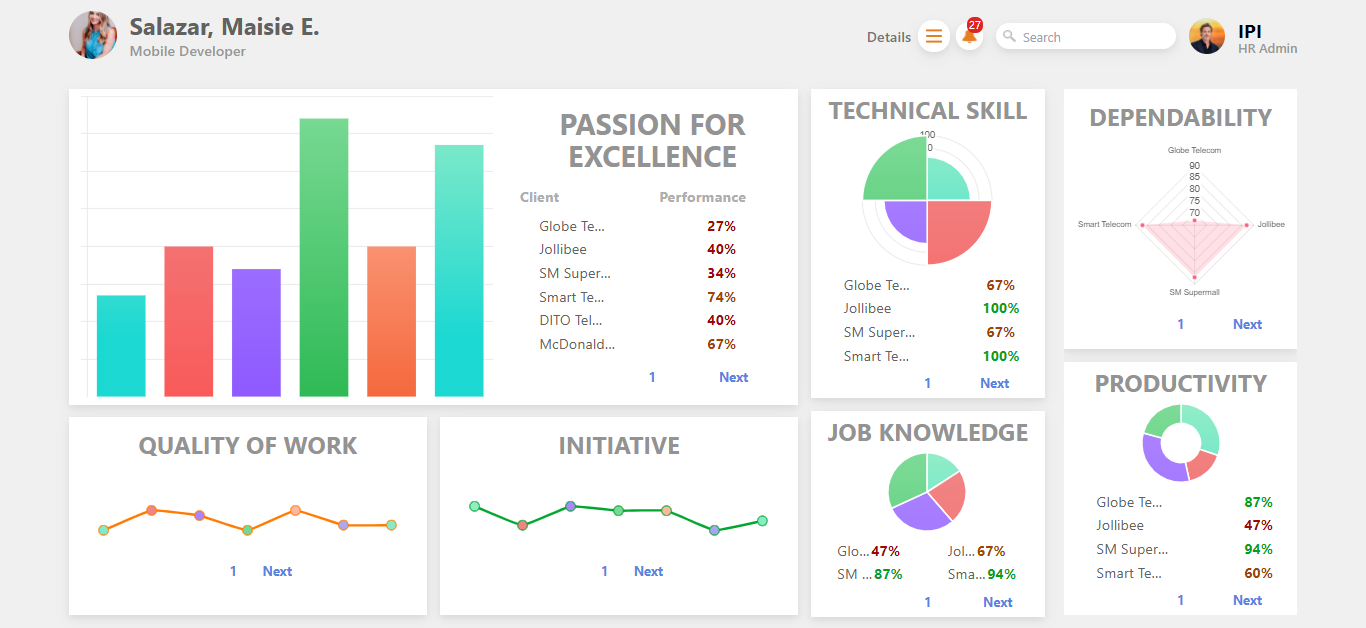 Salazar, Maisie E.
Mobile Developer
Details
27
Search
IPI
HR Admin
PASSION FOR
EXCELLENCE
Client Performance
Globe Te... 27%
Jollibee 40%
SM Super... 34%
Smart Te... 74%
DITO Tel... 40%
McDonald... 67%
1 Next
TECHNICAL SKILL
100
0
Globe Te... 67%
Jollibee 100%
SM Super... 67%
Smart Te... 100%
1 Next
DEPENDABILITY
Globe Telecom
90
85
80
75
70
Smart Telecom
Jollibee
SM Supermall
1 Next
QUALITY OF WORK
1 Next
INITIATIVE
1 Next
JOB KNOWLEDGE
Glo... 47% Jol... 67%
SM ... 87% Sma... 94%
1 Next
PRODUCTIVITY
Globe Te... 87%
Jollibee 47%
SM Super... 94%
Smart Te... 60%
1 Next